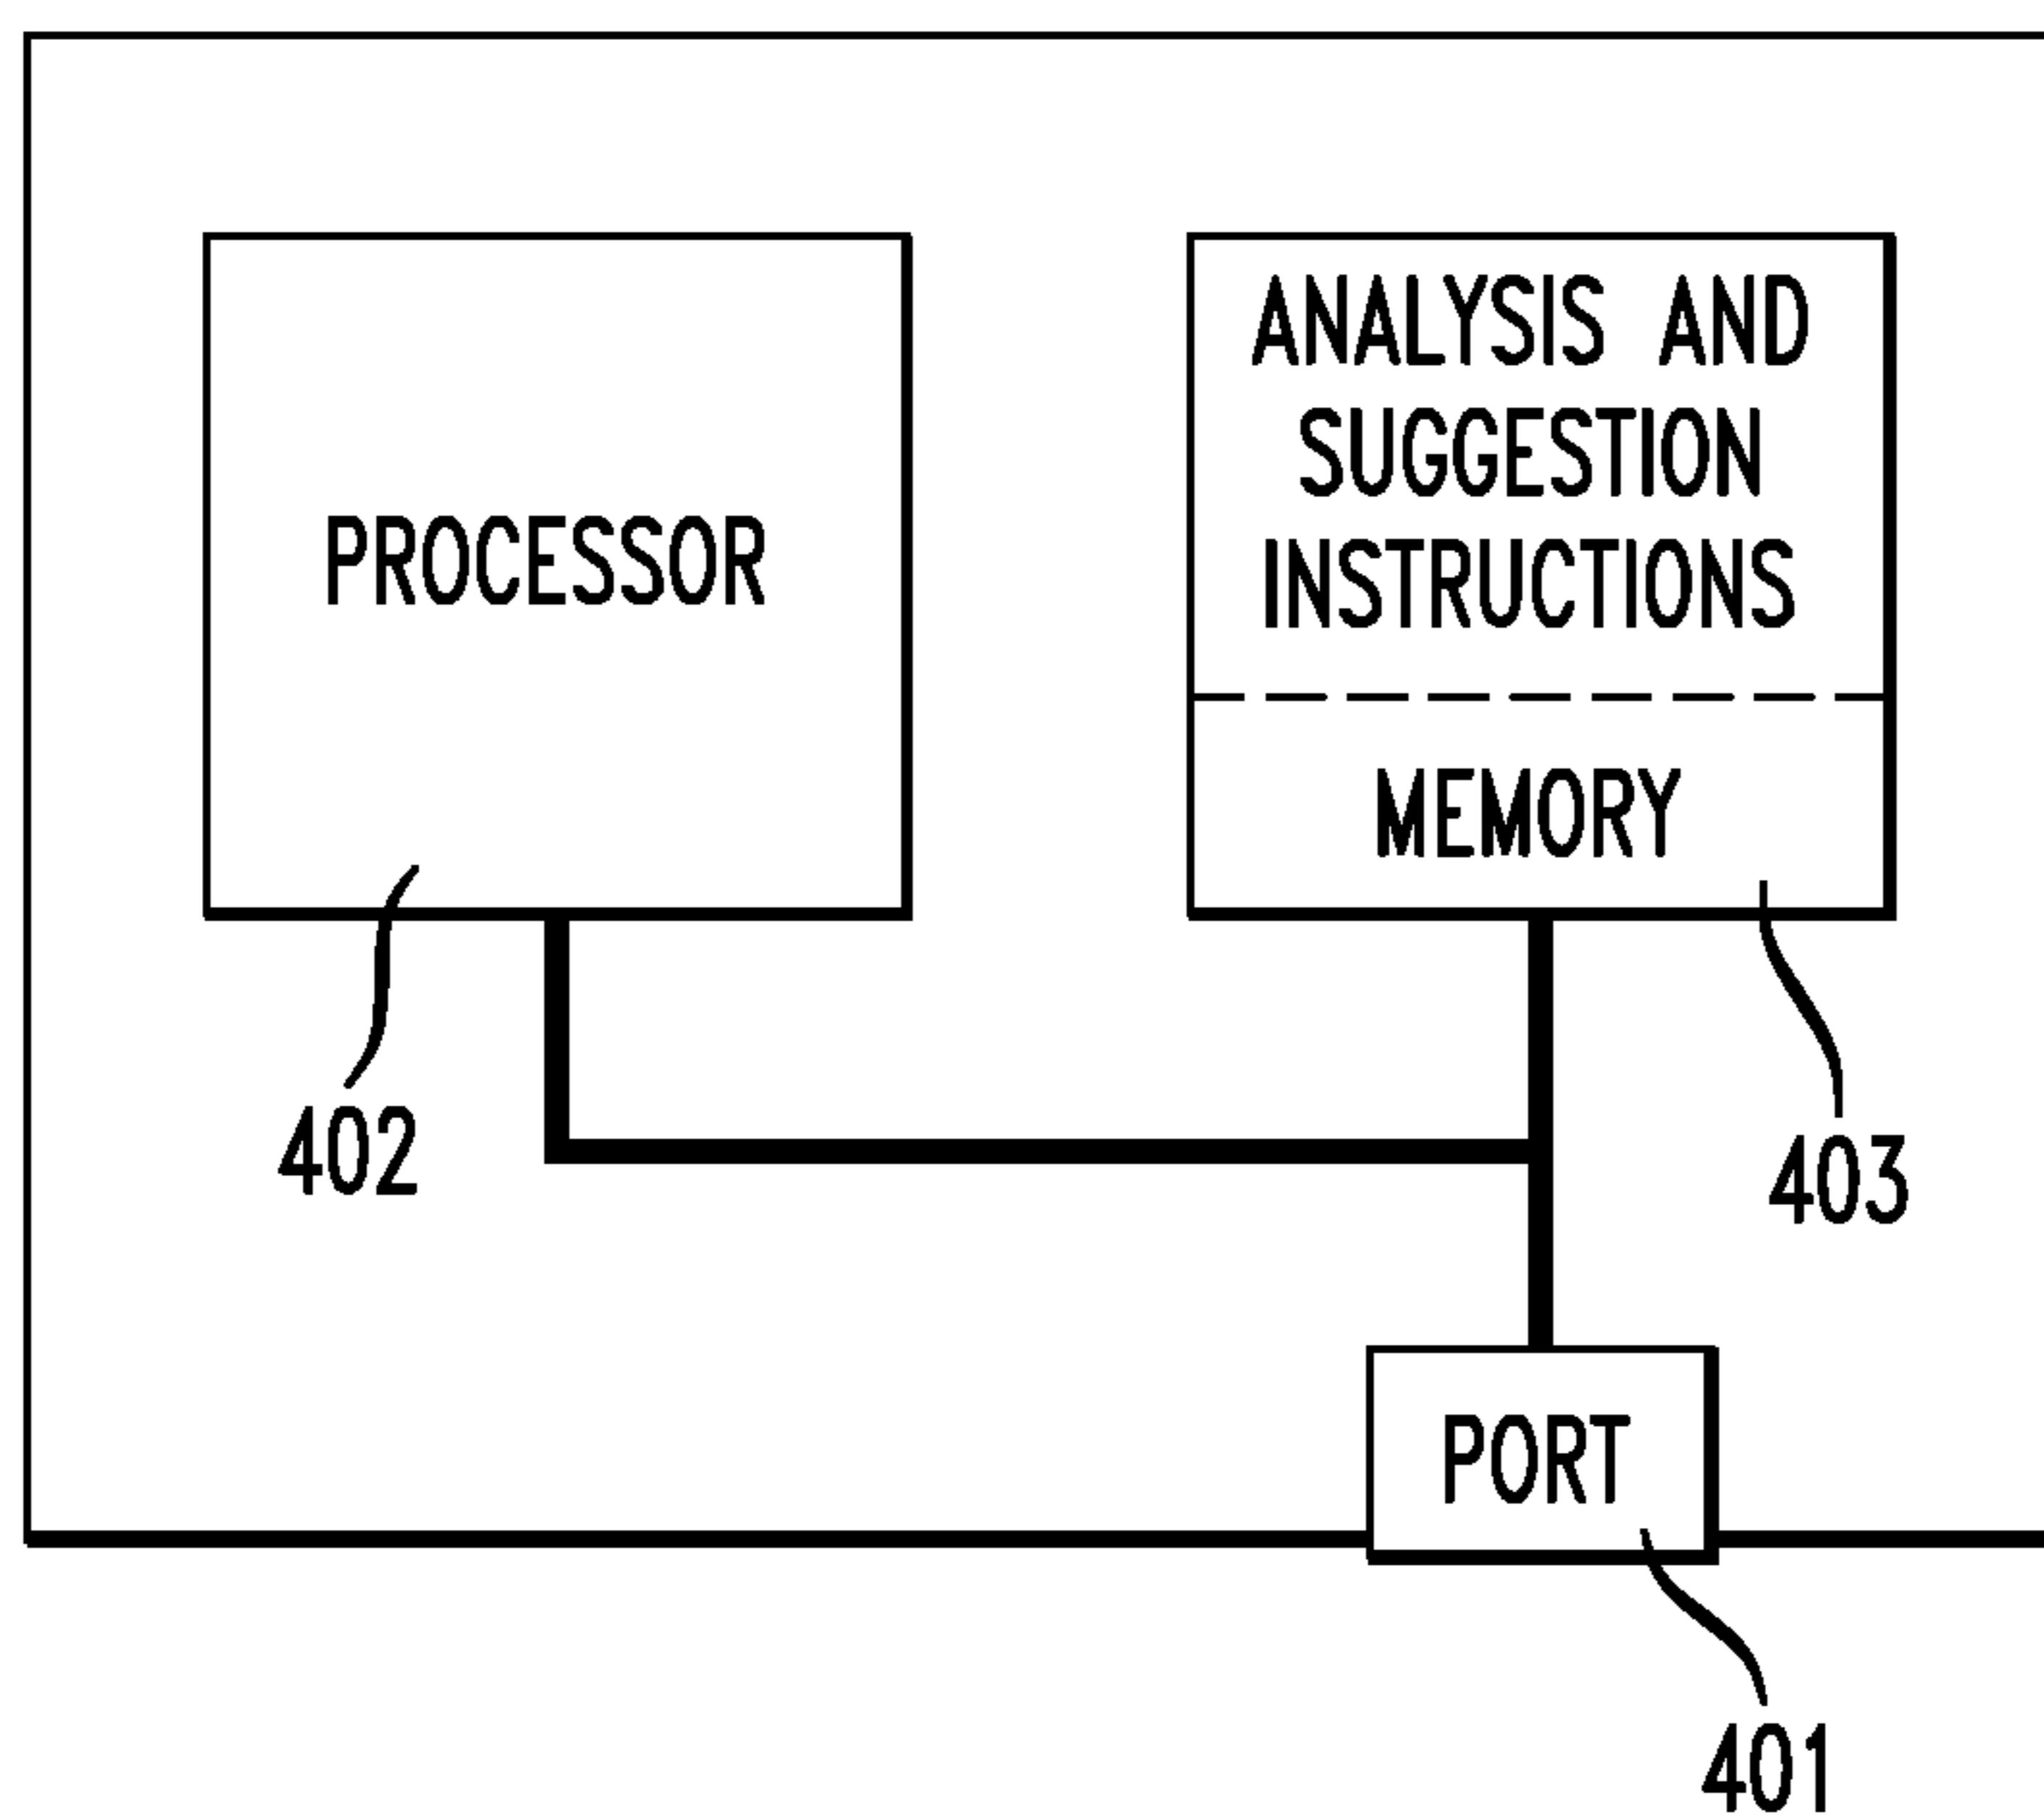 ANALYSIS AND
SUGGESTION
INSTRUCTIONS
PROCESSOR
MEMORY
402
403
PORT
401